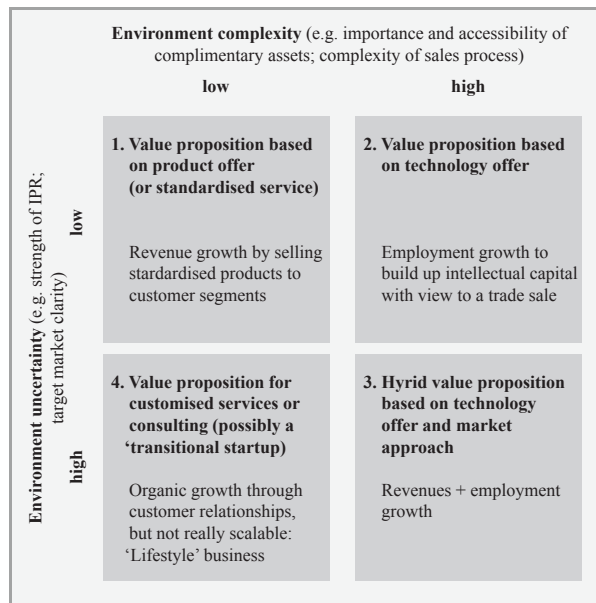 Environment complexity (e.g. importance and accessibility of
complimentary assets; complexity of sales process)
low
high
Environment uncertainty (e.g. strength of IPR;
target market clarity)
low
high
1. Value proposition based
on product offer
(or standardised service)
Revenue growth by selling
stardardised products to
customer segments
2. Value proposition based
on technology offer
Employment growth to
build up intellectual capital
with view to a trade sale
4. Value proposition for
customised services or
consulting (possibly a
‘transitional startup)
Organic growth through
customer relationships,
but not really scalable:
‘Lifestyle’ business
3. Hyrid value proposition
based on technology
offer and market
approach
Revenues + employment
growth